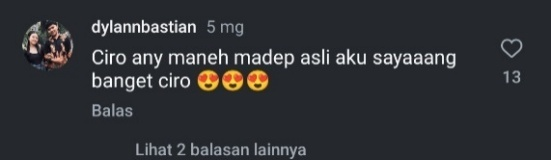 dylannbastian 5 mg
Ciro any maneh madep asli aku sayaaang
banget ciro 😍😍😍
13
Balas
Lihat 2 balasan lainnya